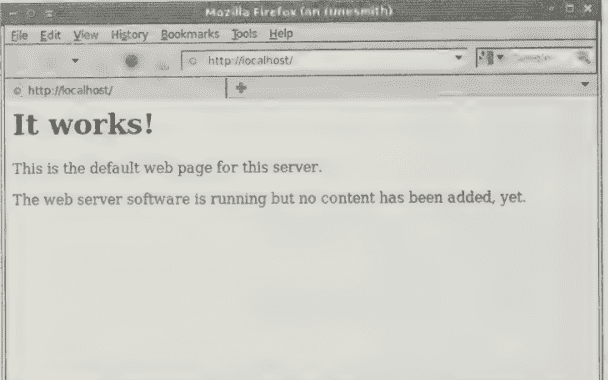 Mozilla Firefox (on tunesmith)
File Edit View History Bookmarks Tools Help
http://localhost/
http://localhost/
It works!
This is the default web page for this server.
The web server software is running but no content has been added, yet.